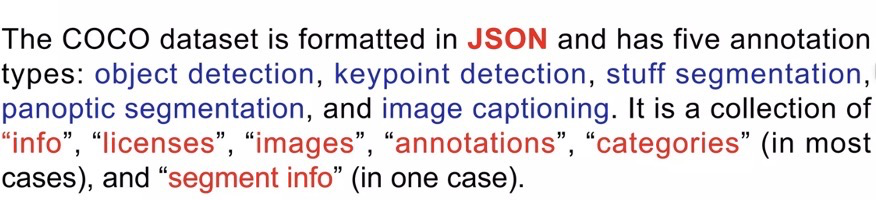 The COCO dataset is formatted in JSON and has five annotation
types: object detection, keypoint detection, stuff segmentation,
panoptic segmentation, and image captioning. It is a collection of
“info”, “licenses”, “images”, “annotations”, “categories” (in most
cases), and “segment info” (in one case).